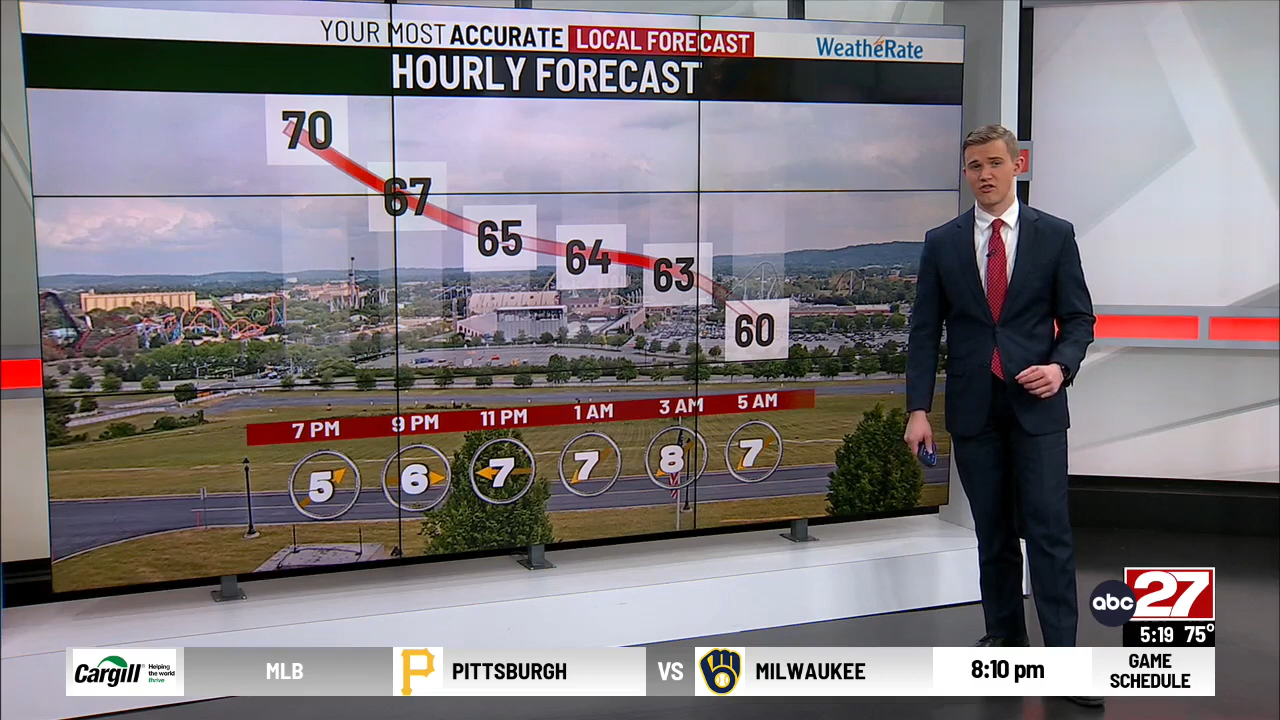 YOUR MOST ACCURATE LOCAL FORECAST
WeatheRate
HOURLY FORECAST
70
67
65
64
63
60
7 PM 9 PM 11 PM 1 AM 3 AM 5 AM
5 6 7 7 8 7
abc 27
5:19 75°
Cargill Helping the world thrive
MLB P PITTSBURGH VS MILWAUKEE 8:10 pm GAME SCHEDULE